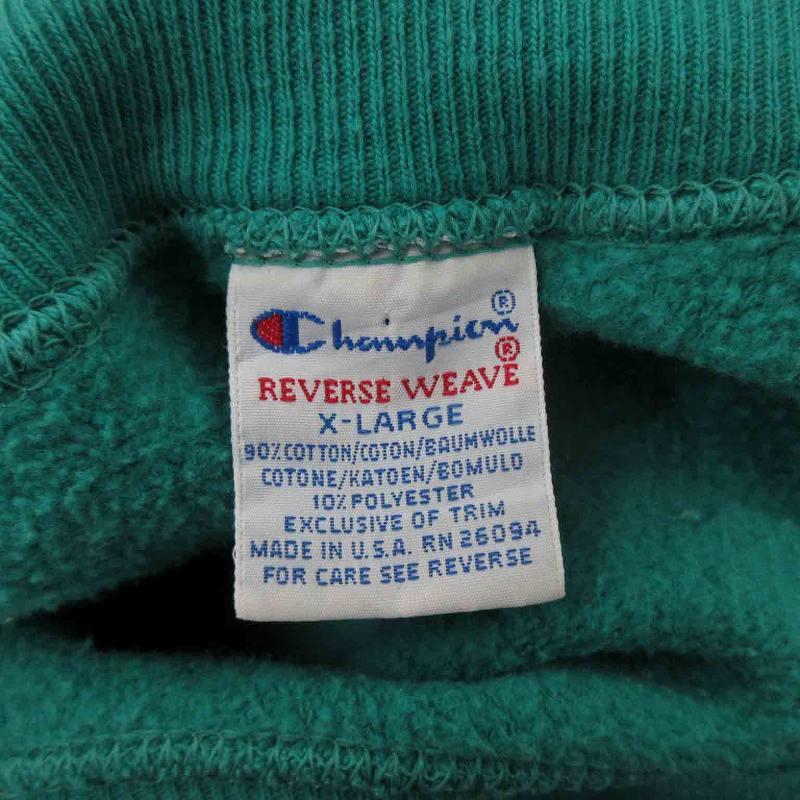 Champion®
REVERSE WEAVE®
X-LARGE
90% COTTON/COTON/BAUMWOLLE
COTONE/KATOEN/BOMULD
10% POLYESTER
EXCLUSIVE OF TRIM
MADE IN U.S.A. RN 26094
FOR CARE SEE REVERSE